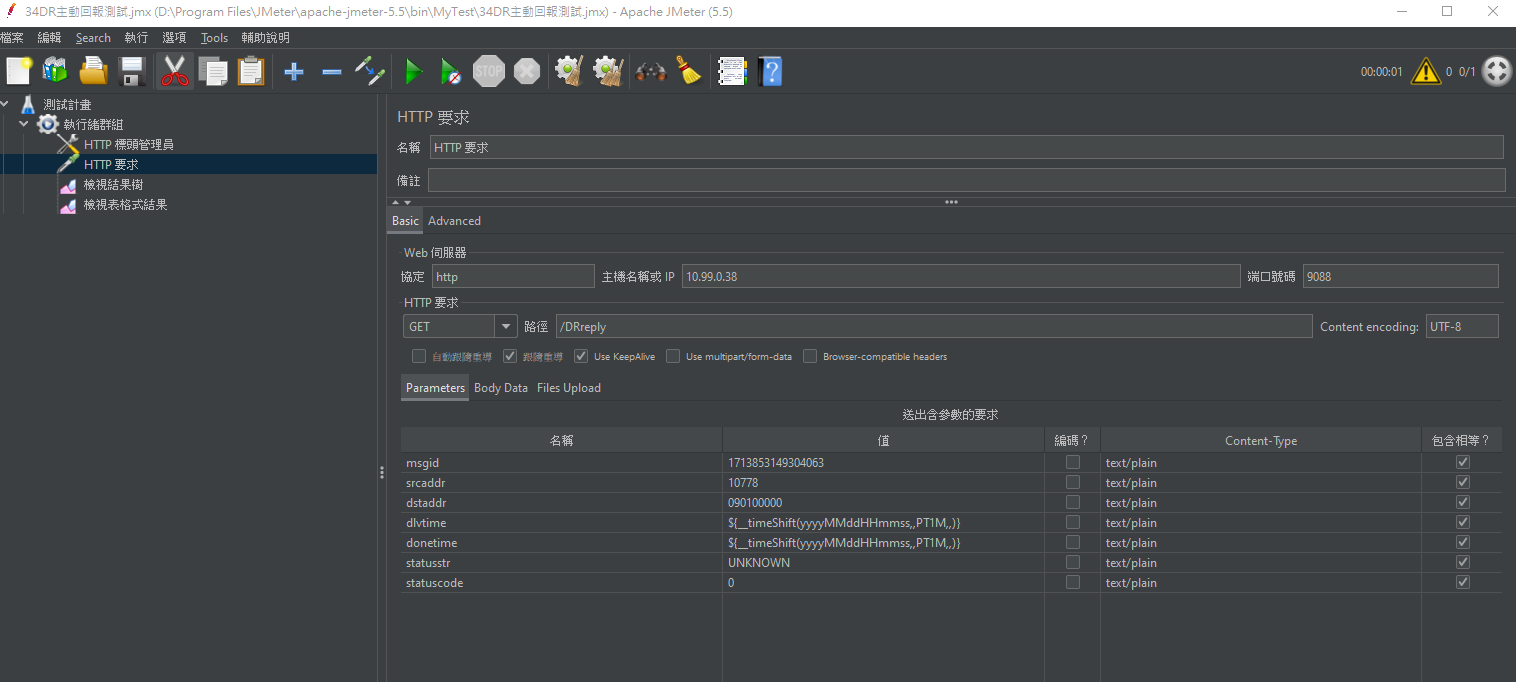 34DR主動回報測試.jmx (D:\Program Files\JMeter\apache-jmeter-5.5\bin\MyTest\34DR主動回報測試.jmx) - Apache JMeter (5.5)
檔案 編輯 Search 執行 選項 Tools 輔助說明
STOP 00:00:01 0 0/1
測試計畫
執行緒群組
HTTP 標頭管理員
HTTP 要求
檢視結果樹
檢視表格式結果
HTTP 要求
名稱 HTTP 要求
備註
Basic Advanced
Web 伺服器
協定 http 主機名稱或 IP 10.99.0.38 端口號碼 9088
HTTP 要求
GET 路徑 /DRreply Content encoding: UTF-8
自動跟隨重導 跟隨重導 Use KeepAlive Use multipart/form-data Browser-compatible headers
Parameters Body Data Files Upload
送出含參數的要求
名稱 值 編碼？ Content-Type 包含相等？
msgid 1713853149304063 text/plain
srcaddr 10778 text/plain
dstaddr 090100000 text/plain
dlvtime ${__timeShift(yyyyMMddHHmmss,,PT1M,,)} text/plain
donetime ${__timeShift(yyyyMMddHHmmss,,PT1M,,)} text/plain
statusstr UNKNOWN text/plain
statuscode 0 text/plain